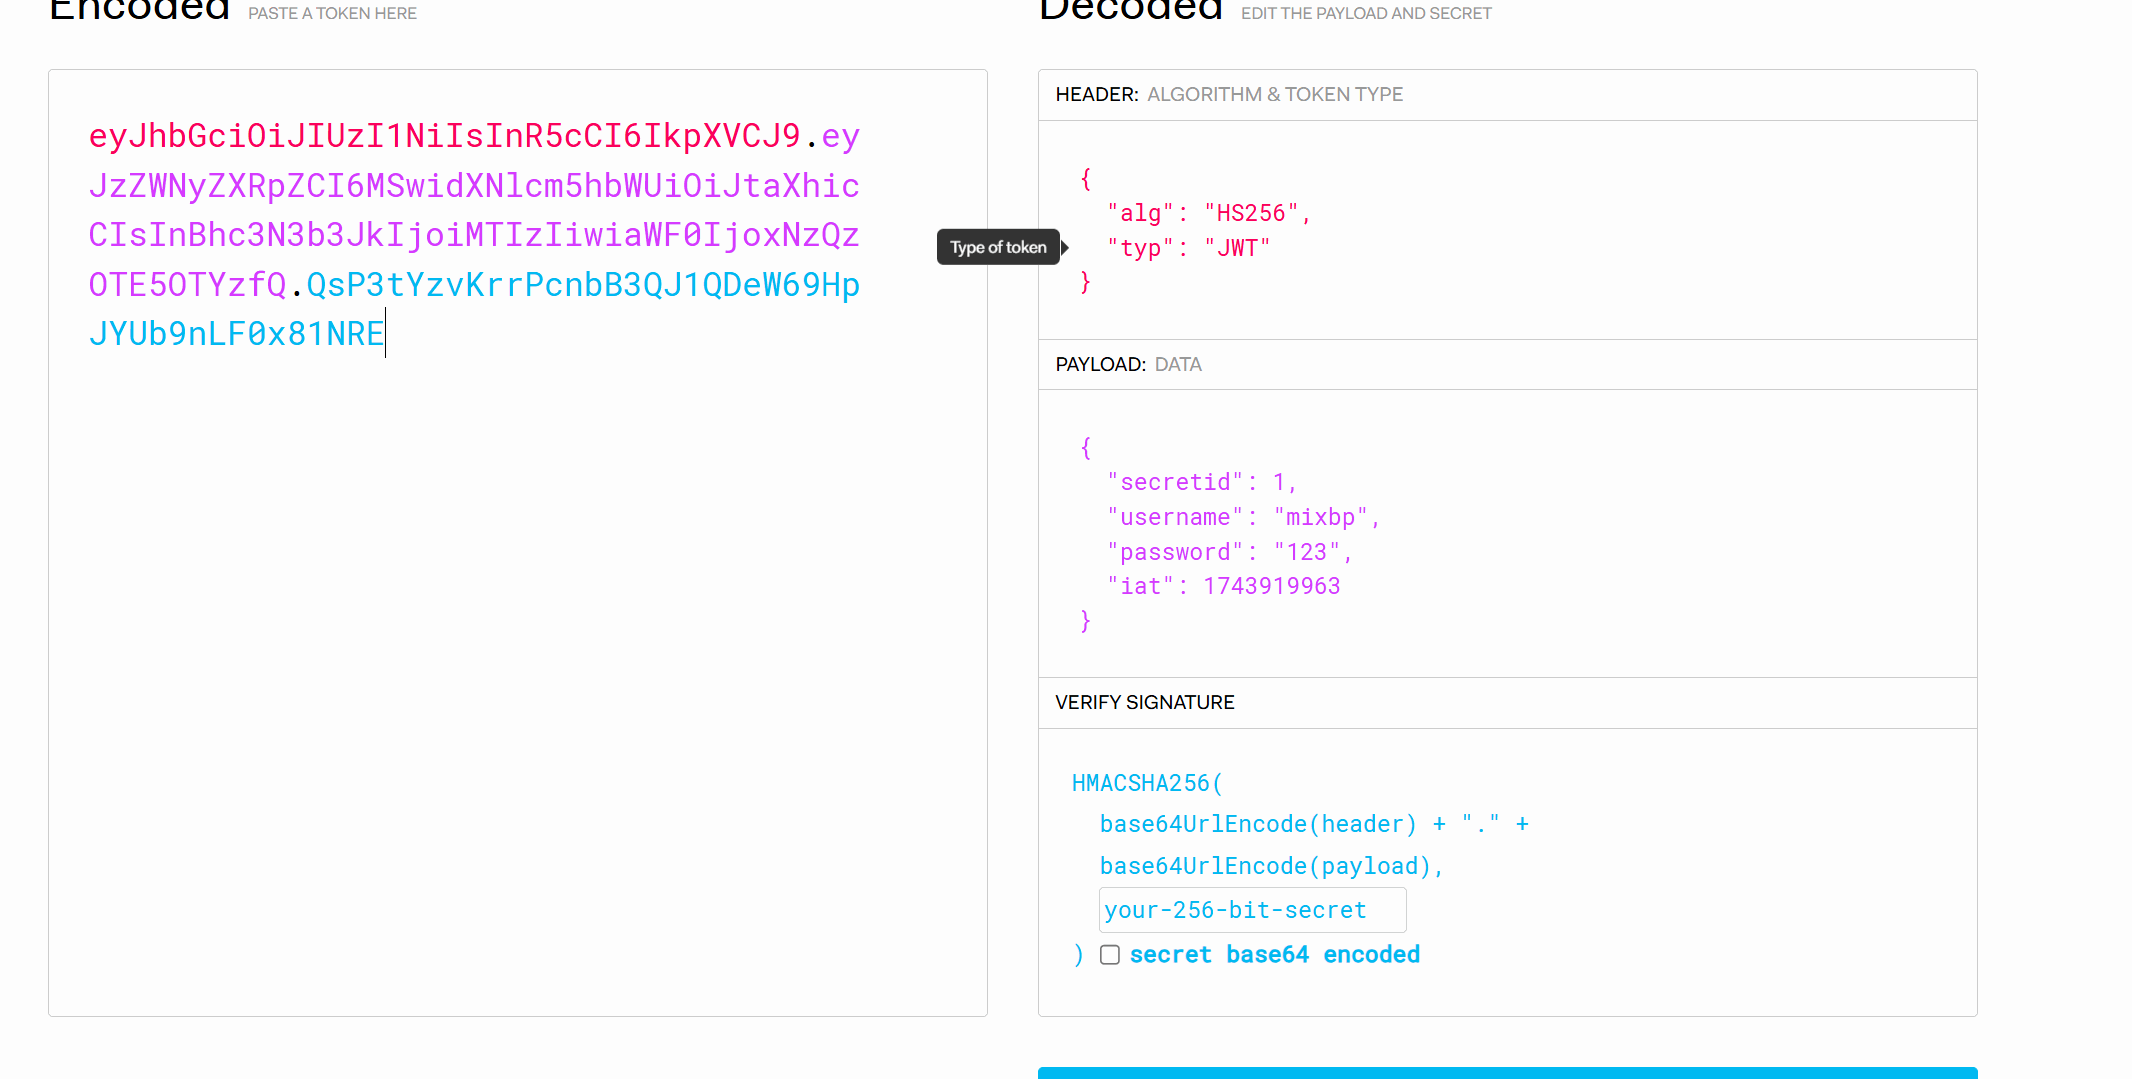 Encoded PASTE A TOKEN HERE
eyJhbGciOiJIUzI1NiIsInR5cCI6IkpXVCJ9.ey
JzZWNyZXRpZCI6MSwidXNlcm5hbWUiOiJtaXhic
CIsInBhc3N3b3JkIjoiMTIzIiwiaWF0IjoxNzQz
OTE5OTYzfQ.QsP3tYzvKrrPcnbB3QJ1QDeW69Hp
JYUb9nLF0x81NRE
Decoded EDIT THE PAYLOAD AND SECRET
HEADER: ALGORITHM & TOKEN TYPE
{
"alg": "HS256",
Type of token
"typ": "JWT"
}
PAYLOAD: DATA
{
"secretid": 1,
"username": "mixbp",
"password": "123",
"iat": 1743919963
}
VERIFY SIGNATURE
HMACSHA256(
base64UrlEncode(header) + "." +
base64UrlEncode(payload),
your-256-bit-secret
) secret base64 encoded